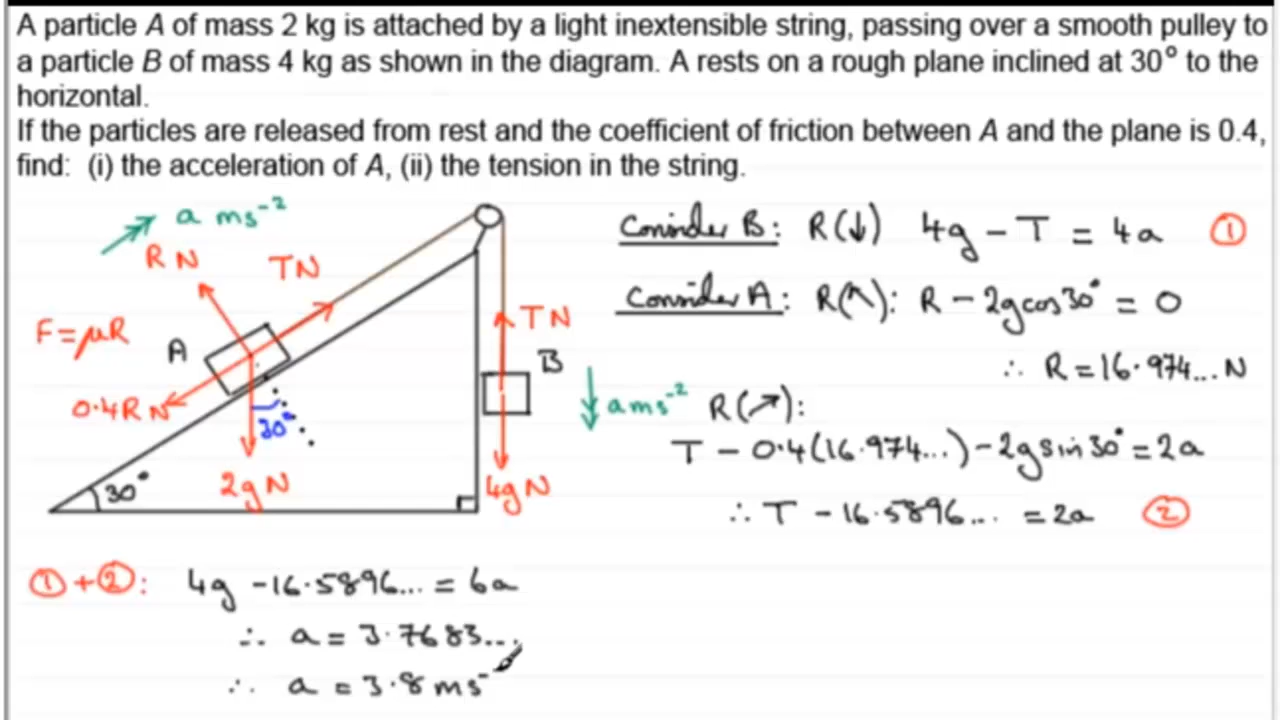 A particle A of mass 2 kg is attached by a light inextensible string, passing over a smooth pulley to
a particle B of mass 4 kg as shown in the diagram. A rests on a rough plane inclined at 30° to the
horizontal.
If the particles are released from rest and the coefficient of friction between A and the plane is 0.4,
find: (i) the acceleration of A, (ii) the tension in the string.
a ms⁻²
R N
T N
F = μR
A
0.4R N
30°
2g N
30°
T N
B
a ms⁻²
4g N
Consider B: R(↓) 4g - T = 4a ①
Consider A: R(↖): R - 2g cos30° = 0
∴ R = 16.974... N
R(↗):
T - 0.4(16.974...) - 2g sin30° = 2a
∴ T - 16.5896... = 2a ②
① + ②: 4g - 16.5896... = 6a
∴ a = 3.7683...
∴ a = 3.8 ms⁻